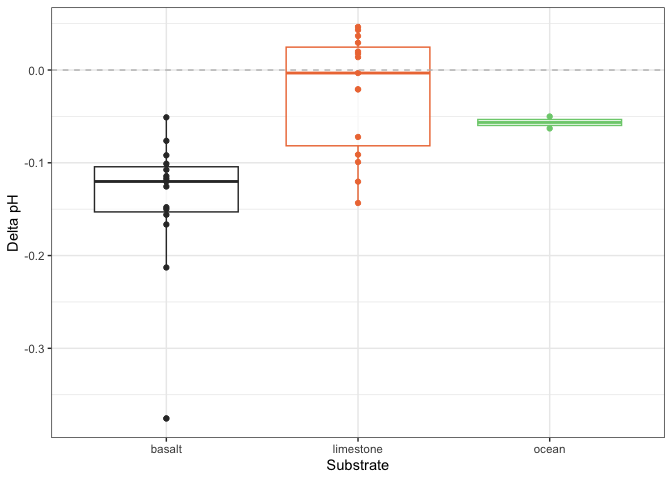 Delta pH
0.0
-0.1
-0.2
-0.3
basalt limestone ocean
Substrate